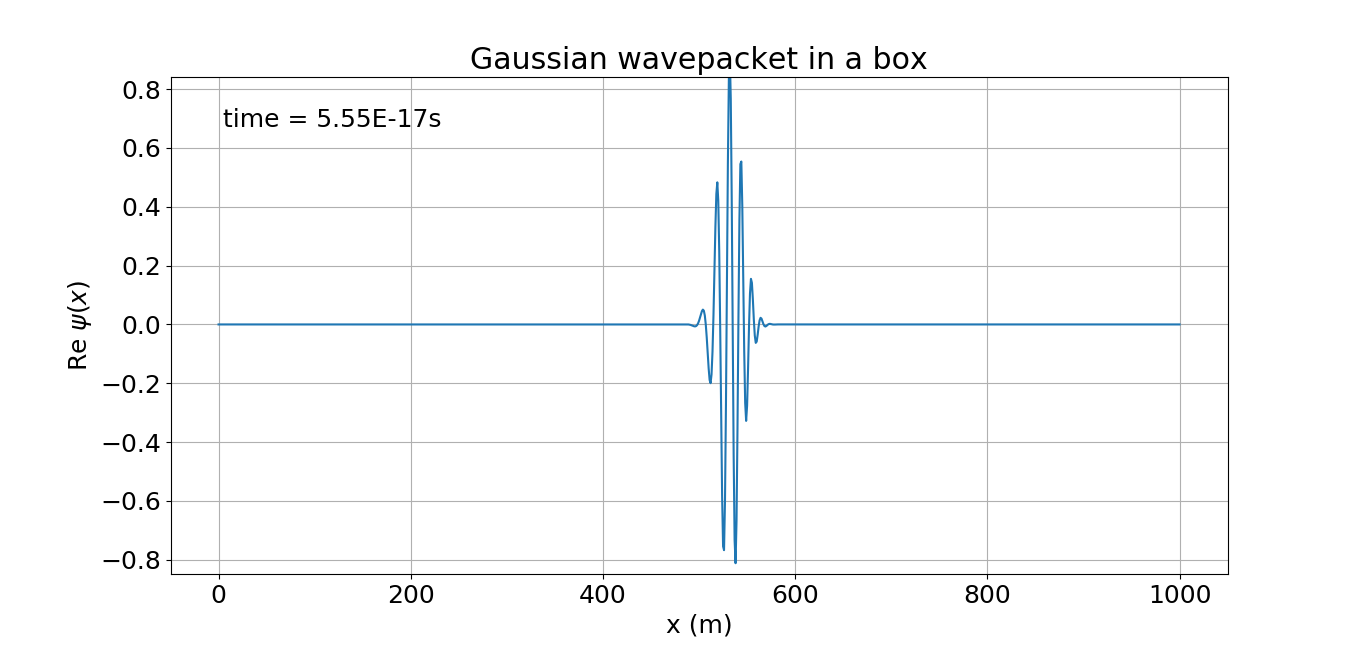 Gaussian wavepacket in a box
time = 5.55E-17s
0.8
0.6
0.4
0.2
0.0
−0.2
−0.4
−0.6
−0.8
Re ψ(x)
0 200 400 600 800 1000
x (m)